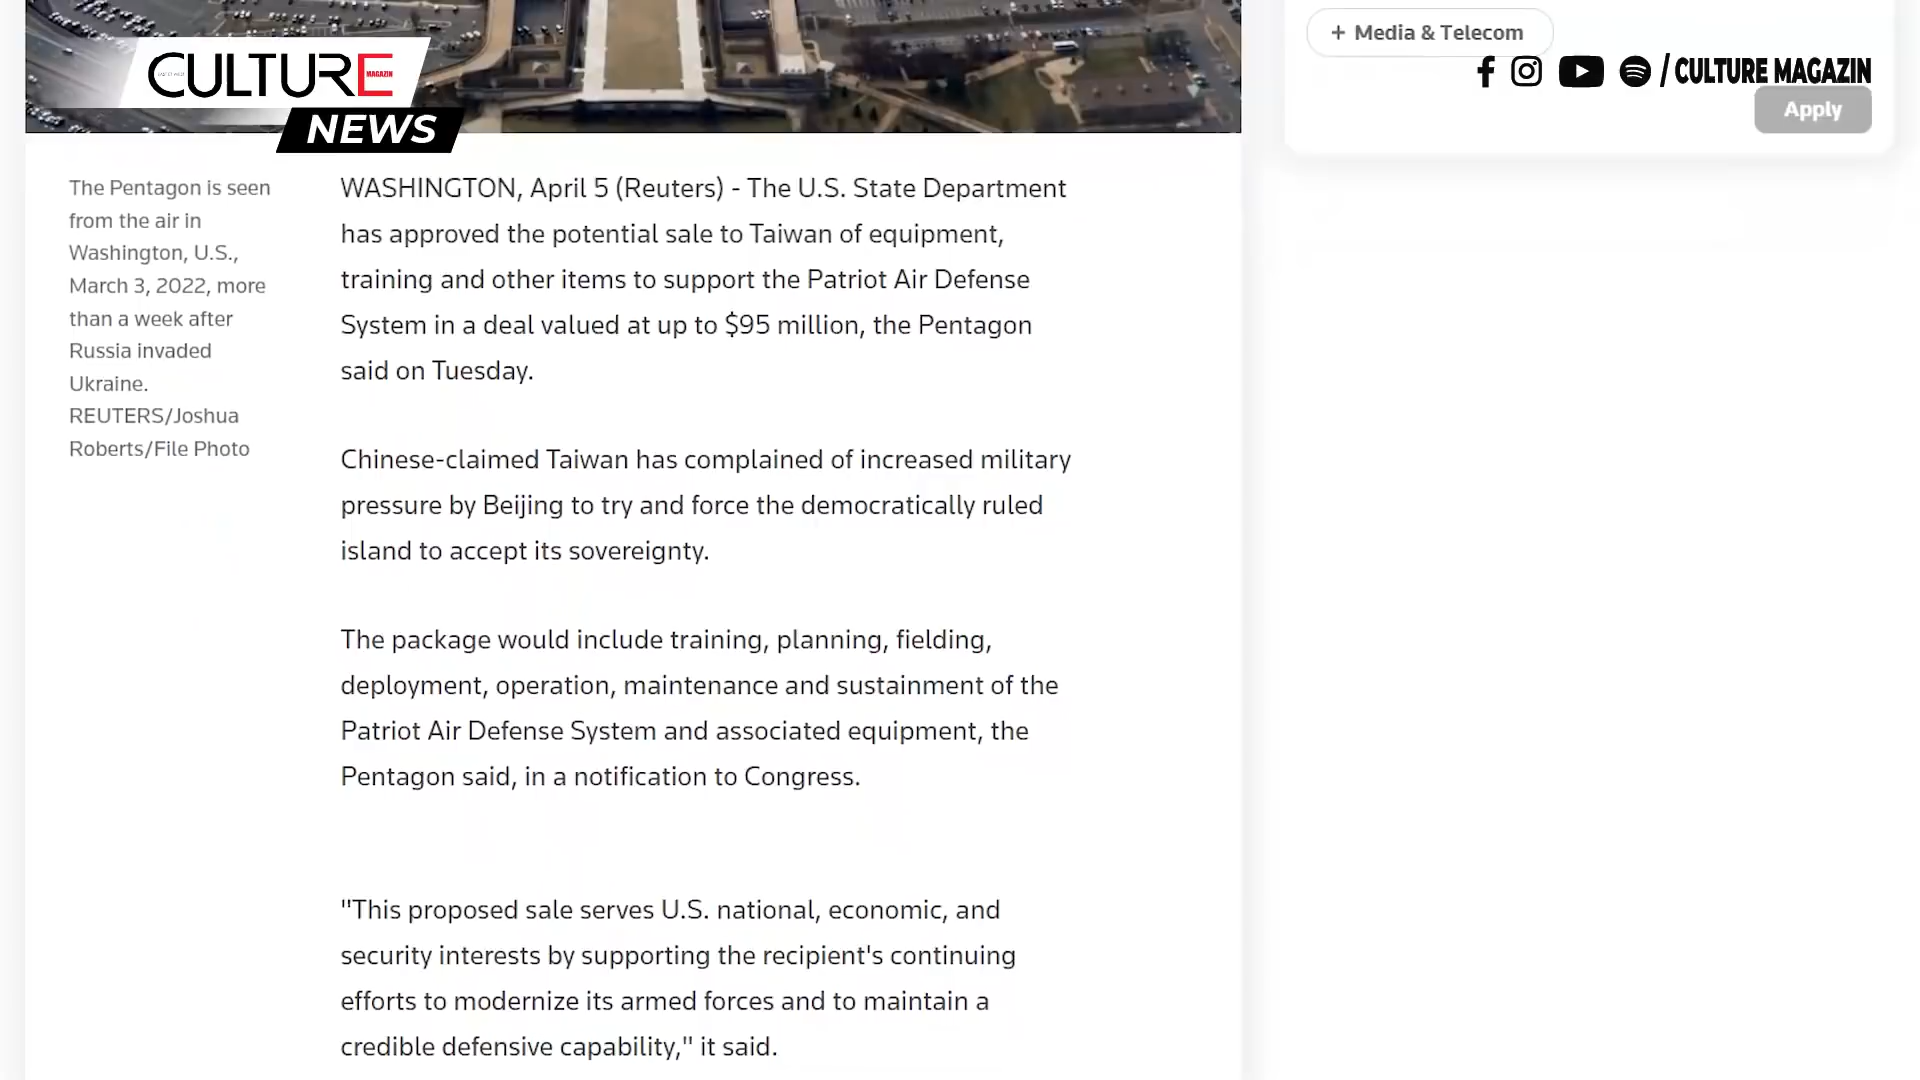 CULTURE
MAGAZIN
NEWS
+ Media & Telecom
/ CULTURE MAGAZIN
Apply
The Pentagon is seen
from the air in
Washington, U.S.,
March 3, 2022, more
than a week after
Russia invaded
Ukraine.
REUTERS/Joshua
Roberts/File Photo
WASHINGTON, April 5 (Reuters) - The U.S. State Department
has approved the potential sale to Taiwan of equipment,
training and other items to support the Patriot Air Defense
System in a deal valued at up to $95 million, the Pentagon
said on Tuesday.
Chinese-claimed Taiwan has complained of increased military
pressure by Beijing to try and force the democratically ruled
island to accept its sovereignty.
The package would include training, planning, fielding,
deployment, operation, maintenance and sustainment of the
Patriot Air Defense System and associated equipment, the
Pentagon said, in a notification to Congress.
"This proposed sale serves U.S. national, economic, and
security interests by supporting the recipient's continuing
efforts to modernize its armed forces and to maintain a
credible defensive capability," it said.